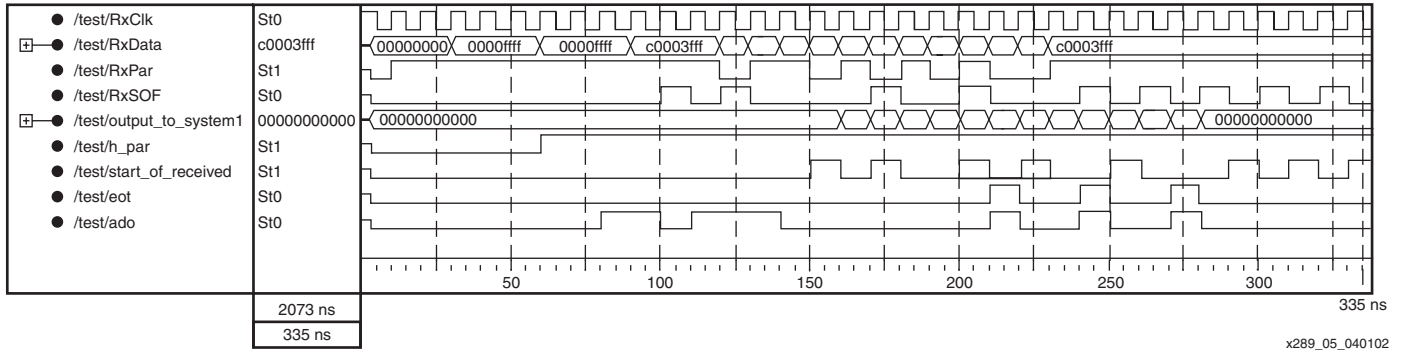 /test/RxClk St0
/test/RxData c0003fff 00000000 0000ffff 0000ffff c0003fff c0003fff
/test/RxPar St1
/test/RxSOF St0
/test/output_to_system1 00000000000 00000000000 00000000000
/test/h_par St1
/test/start_of_received St1
/test/eot St0
/test/ado St0
50 100 150 200 250 300
2073 ns 335 ns
335 ns
x289_05_040102